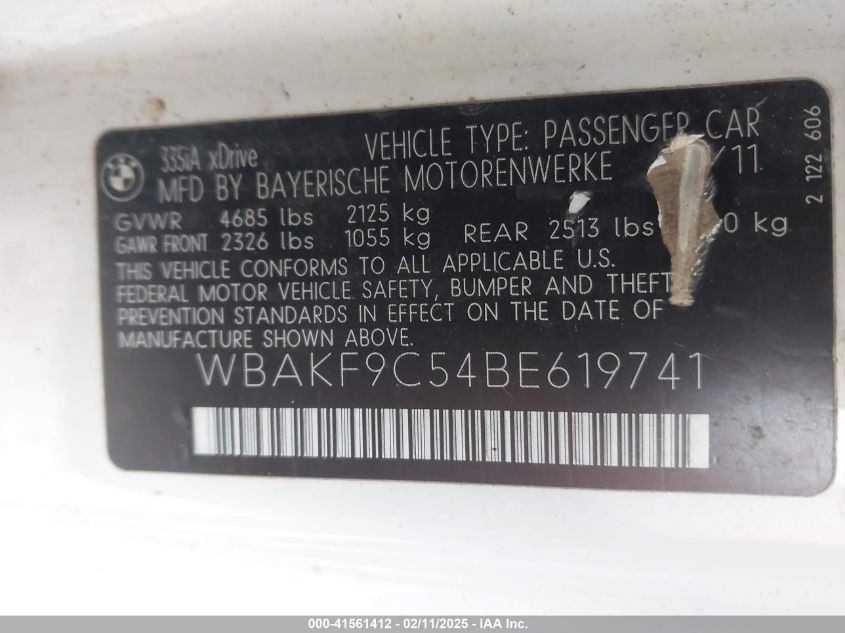 BMW
335iA xDrive VEHICLE TYPE: PASSENGER CAR
MFD BY BAYERISCHE MOTORENWERKE /11
GVWR 4685 lbs 2125 kg
GAWR FRONT 2326 lbs 1055 kg REAR 2513 lbs 0 kg
THIS VEHICLE CONFORMS TO ALL APPLICABLE U.S.
FEDERAL MOTOR VEHICLE SAFETY, BUMPER AND THEFT
PREVENTION STANDARDS IN EFFECT ON THE DATE OF
MANUFACTURE SHOWN ABOVE.
WBAKF9C54BE619741
2 122 606
000-41561412 - 02/11/2025 - IAA Inc.